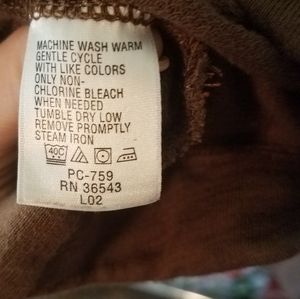 MACHINE WASH WARM
GENTLE CYCLE
WITH LIKE COLORS
ONLY NON-
CHLORINE BLEACH
WHEN NEEDED
TUMBLE DRY LOW
REMOVE PROMPTLY
STEAM IRON
40C
PC-759
RN 36543
L02